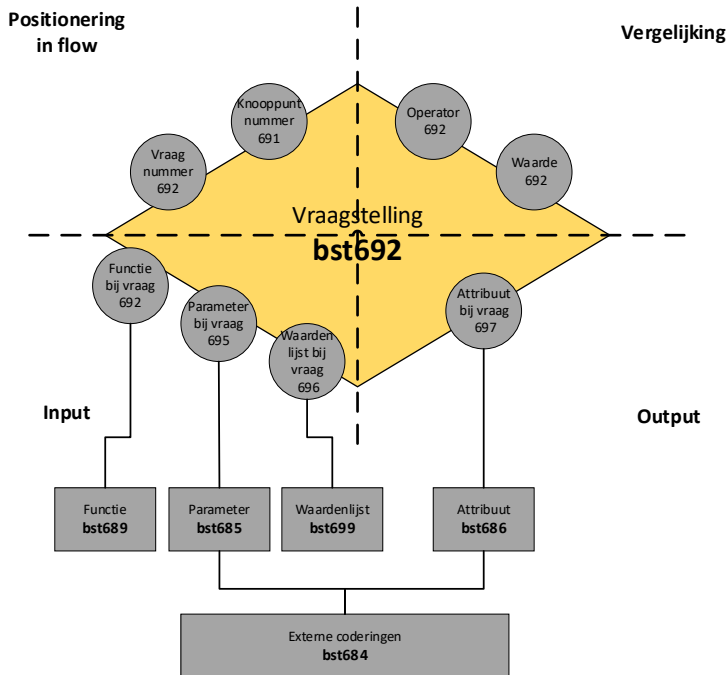 Positionering
in flow
Vergelijking
Knooppunt
nummer
691
Operator
692
Vraag
nummer
692
Waarde
692
Vraagstelling
bst692
Functie
bij vraag
692
Parameter
bij vraag
695
Waarden
lijst bij
vraag
696
Attribuut
bij vraag
697
Input
Output
Functie
bst689
Parameter
bst685
Waardenlijst
bst699
Attribuut
bst686
Externe coderingen
bst684